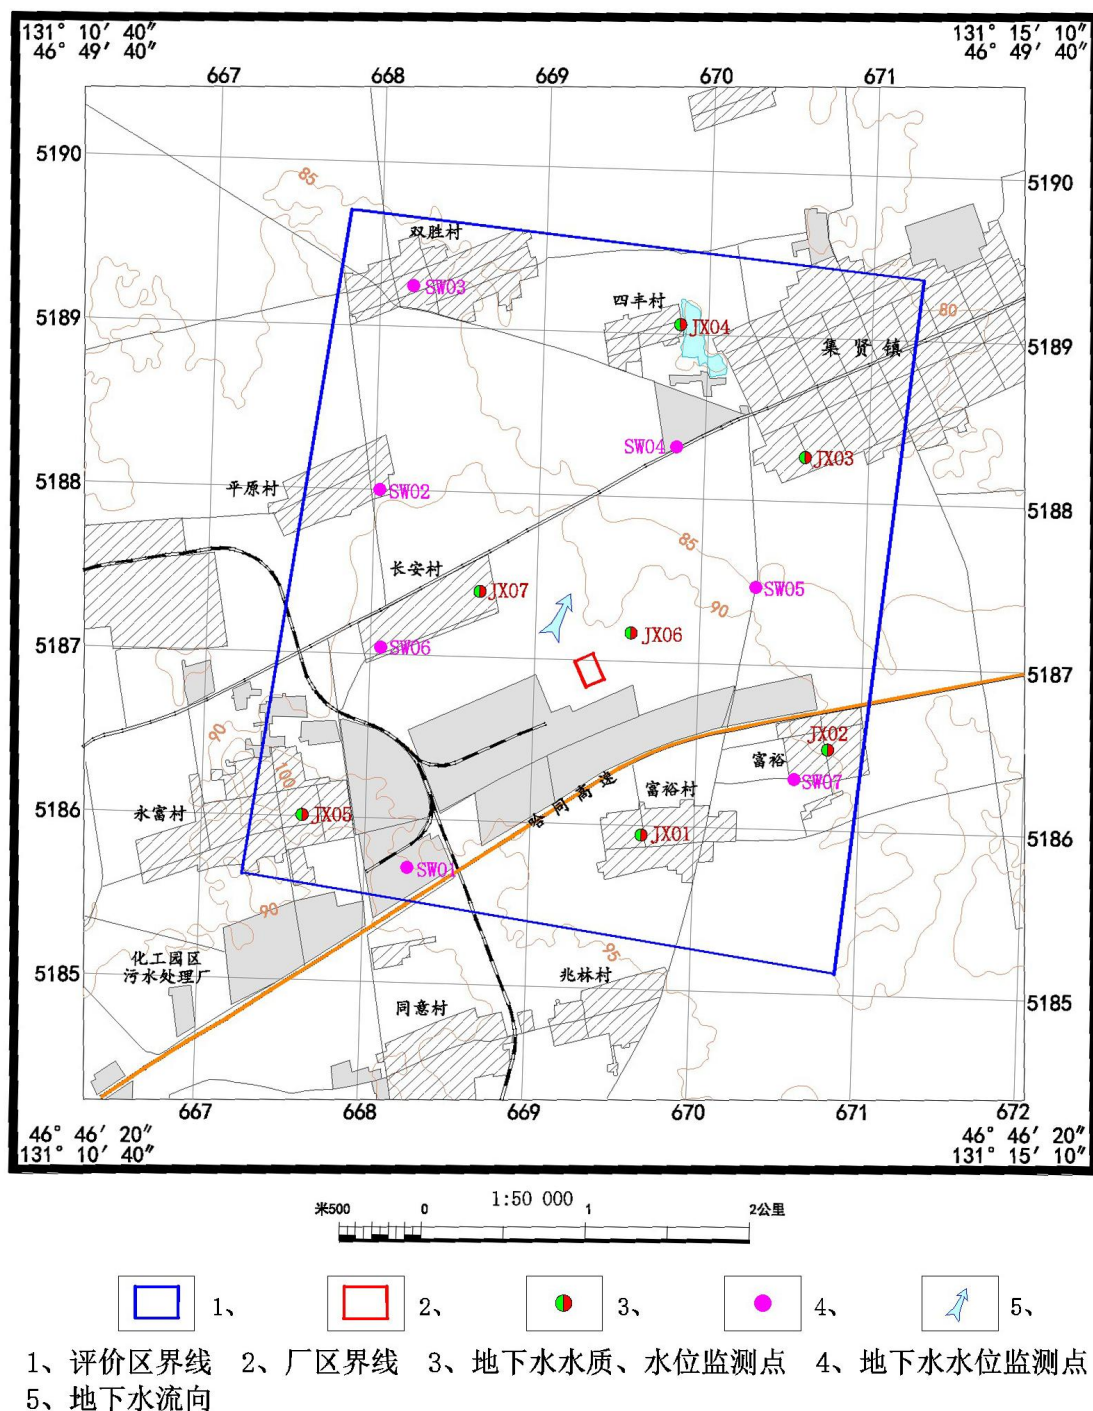 131° 10′ 40″
46° 49′ 40″
131° 15′ 10″
46° 49′ 40″
667
668
669
670
671
5190
5190
85
双胜村
SW03
四丰村
80
5189
JX04
5189
集贤镇
SW04
JX03
5188
平原村
SW02
5188
85
长安村
JX07
SW05
90
JX06
5187
SW06
5187
90
JX02
富裕
100
SW07
富裕村
哈同高速
永富村
5186
JX05
JX01
5186
SW01
90
95
化工园区
污水处理厂
5185
兆林村
5185
同意村
667
668
669
670
671
672
46° 46′ 20″
131° 10′ 40″
46° 46′ 20″
131° 15′ 10″
1:50 000
米500 0 1 2公里
1、 2、 3、 4、 5、
1、评价区界线 2、厂区界线 3、地下水水质、水位监测点 4、地下水水位监测点
5、地下水流向